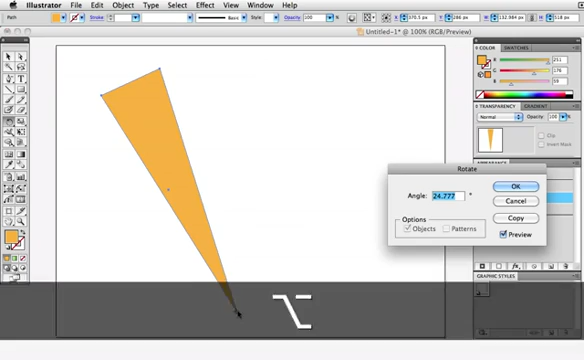 Illustrator File Edit Object Type Select Effect View Window Help
Path Stroke: Basic Style: Opacity: 100
Untitled-1* @ 100% (RGB/Preview)
COLOR SWATCHES
R 251
G 176
B 59
TRANSPARENCY GRADIENT
Normal Opacity: 100
Clip
Invert Mask
APPEARANCE
Rotate
Angle: 24.777 °
OK
Cancel
Options
Objects Patterns
Copy
Preview
GRAPHIC STYLES
⌥